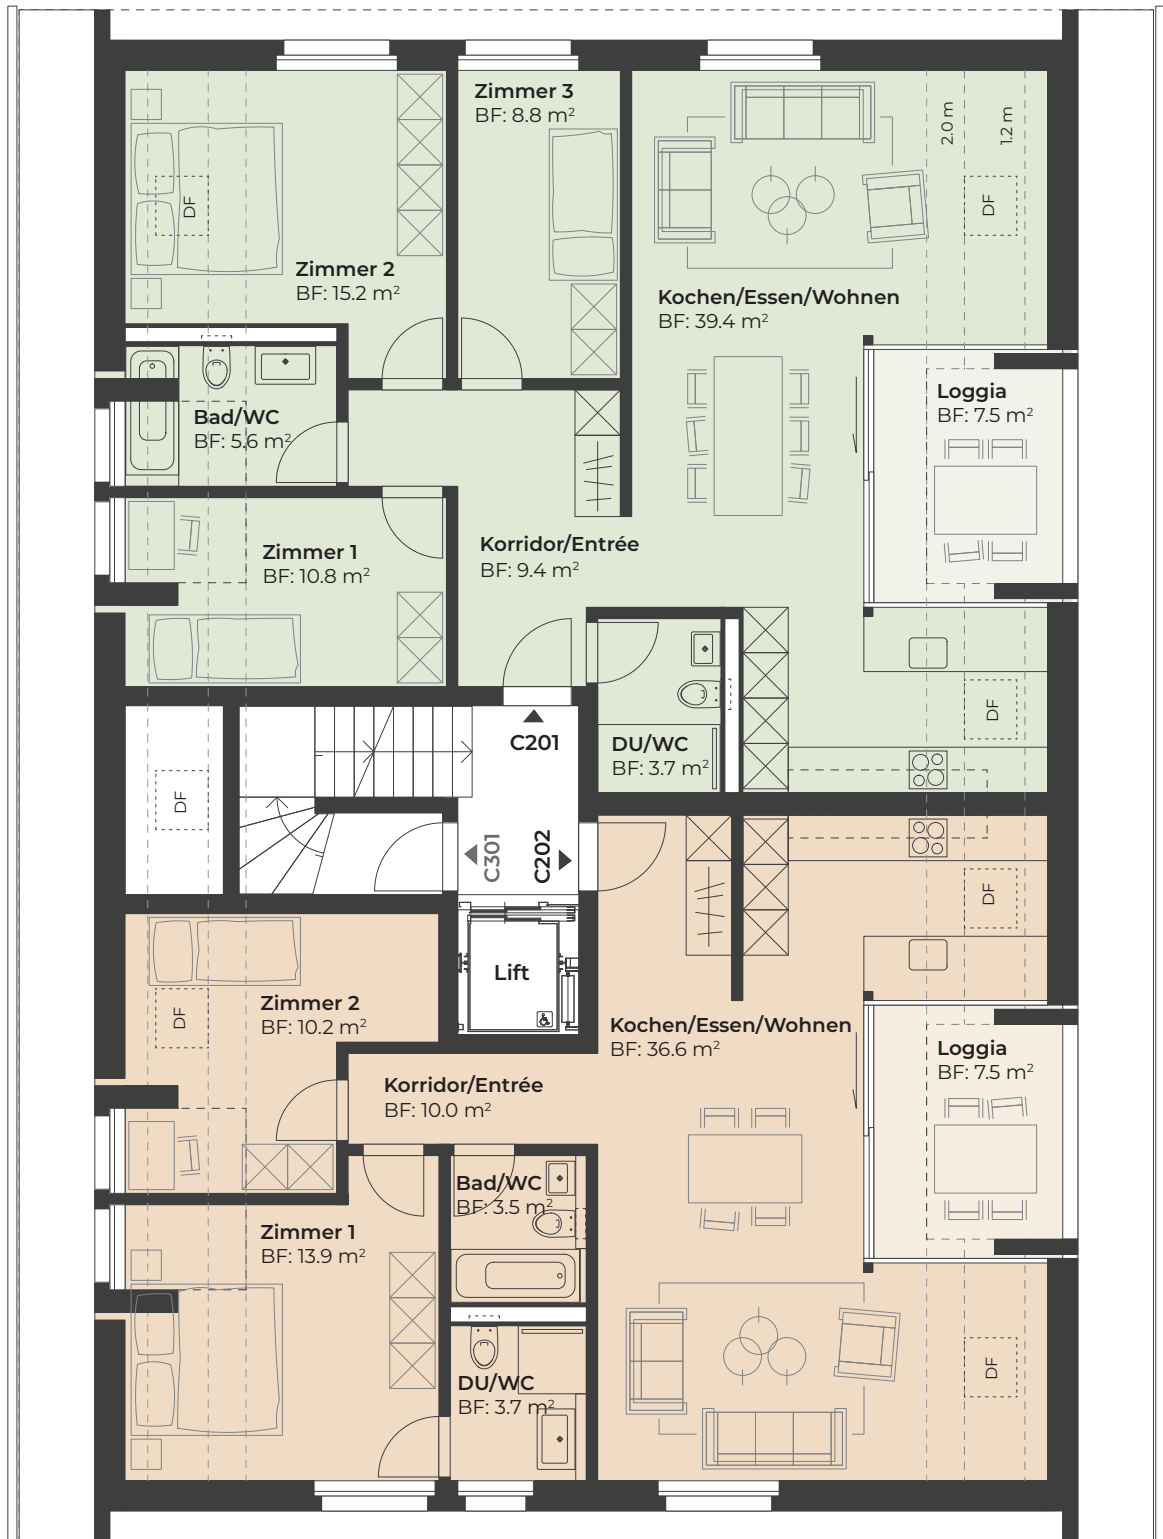 Zimmer 3
BF: 8.8 m²
2.0 m
1.2 m
DF
DF
Zimmer 2
BF: 15.2 m²
Kochen/Essen/Wohnen
BF: 39.4 m²
Loggia
BF: 7.5 m²
Bad/WC
BF: 5.6 m²
Zimmer 1
BF: 10.8 m²
Korridor/Entrée
BF: 9.4 m²
DF
C201
DU/WC
BF: 3.7 m²
DF
C301
C202
DF
Lift
Zimmer 2
BF: 10.2 m²
DF
Kochen/Essen/Wohnen
BF: 36.6 m²
Loggia
BF: 7.5 m²
Korridor/Entrée
BF: 10.0 m²
Bad/WC
BF: 3.5 m²
Zimmer 1
BF: 13.9 m²
DF
DU/WC
BF: 3.7 m²